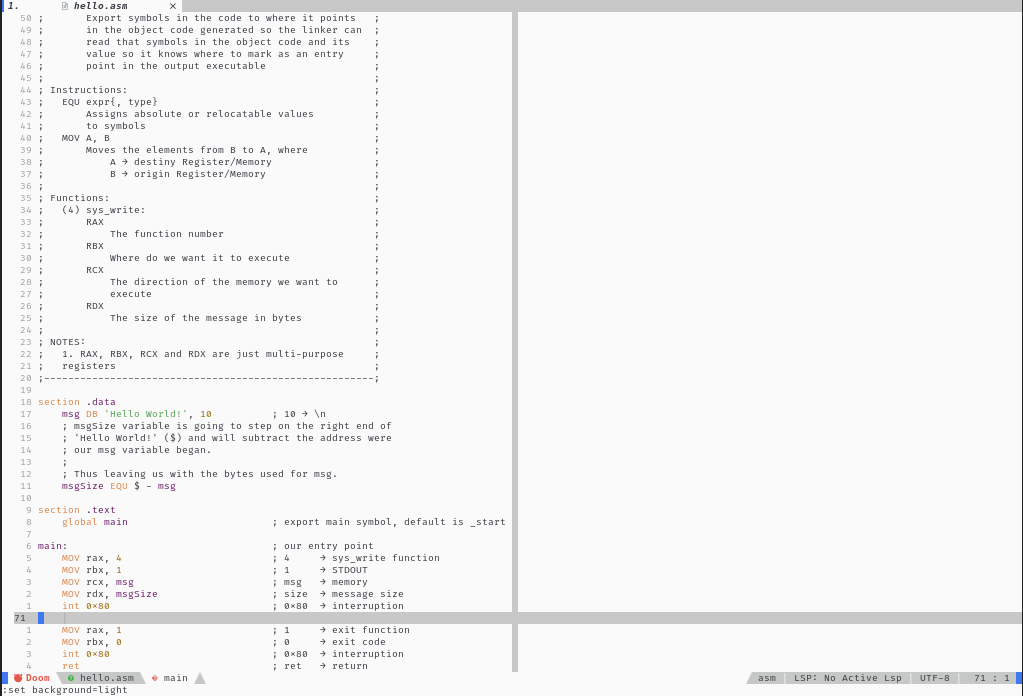 1. hello.asm ×
50 ;       Export symbols in the code to where it points   ;
49 ;       in the object code generated so the linker can  ;
48 ;       read that symbols in the object code and its    ;
47 ;       value so it knows where to mark as an entry     ;
46 ;       point in the output executable                  ;
45 ;                                                       ;
44 ; Instructions:                                         ;
43 ;   EQU expr{, type}                                    ;
42 ;       Assigns absolute or relocatable values          ;
41 ;       to symbols                                      ;
40 ;   MOV A, B                                            ;
39 ;       Moves the elements from B to A, where           ;
38 ;           A → destiny Register/Memory                 ;
37 ;           B → origin Register/Memory                  ;
36 ;                                                       ;
35 ; Functions:                                            ;
34 ;   (4) sys_write:                                      ;
33 ;       RAX                                             ;
32 ;           The function number                         ;
31 ;       RBX                                             ;
30 ;           Where do we want it to execute              ;
29 ;       RCX                                             ;
28 ;           The direction of the memory we want to      ;
27 ;           execute                                     ;
26 ;       RDX                                             ;
25 ;           The size of the message in bytes            ;
24 ;                                                       ;
23 ; NOTES:                                                ;
22 ;   1. RAX, RBX, RCX and RDX are just multi-purpose     ;
21 ;   registers                                           ;
20 ;-------------------------------------------------------;
19
18 section .data
17     msg DB 'Hello World!', 10          ; 10 → \n
16     ; msgSize variable is going to step on the right end of
15     ; 'Hello World!' ($) and will subtract the address were
14     ; our msg variable began.
13     ;
12     ; Thus leaving us with the bytes used for msg.
11     msgSize EQU $ - msg
10
9 section .text
8     global main                        ; export main symbol, default is _start
7
6 main:                                  ; our entry point
5     MOV rax, 4                         ; 4     → sys_write function
4     MOV rbx, 1                         ; 1     → STDOUT
3     MOV rcx, msg                       ; msg   → memory
2     MOV rdx, msgSize                   ; size  → message size
1     int 0×80                           ; 0×80  → interruption
71
1     MOV rax, 1                         ; 1     → exit function
2     MOV rbx, 0                         ; 0     → exit code
3     int 0×80                           ; 0×80  → interruption
4     ret                                ; ret   → return
Doom hello.asm main asm LSP: No Active Lsp UTF-8 71 : 1
:set background=light